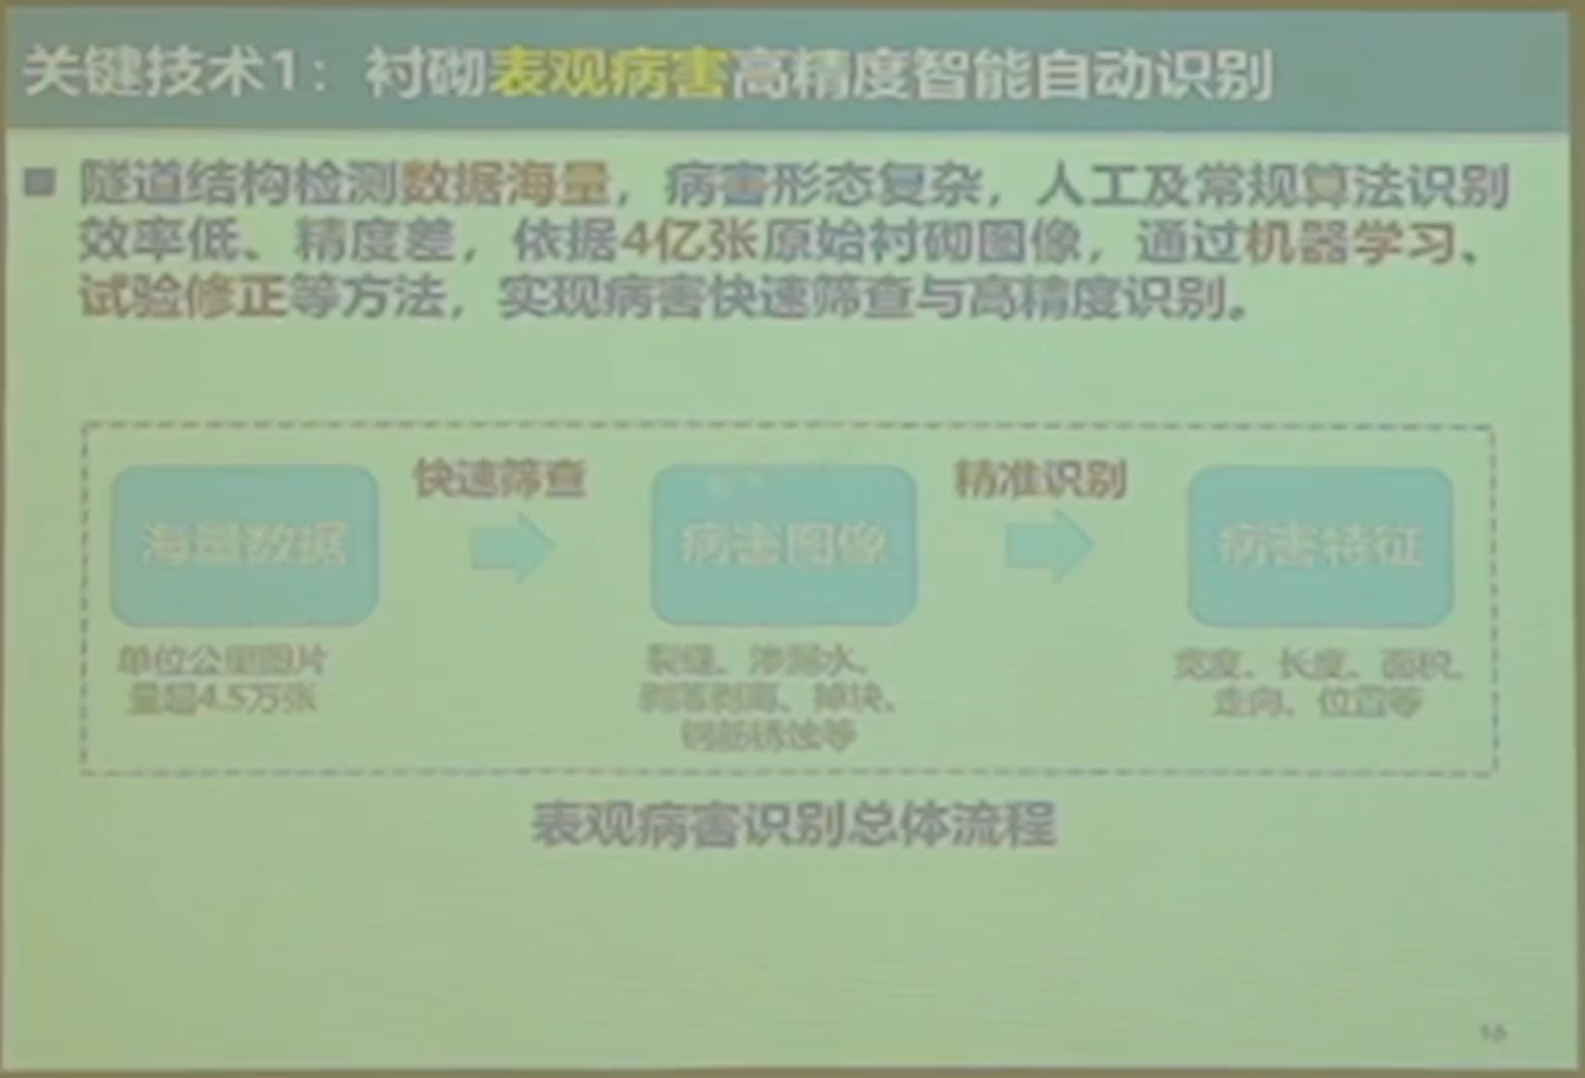 关键技术1：衬砌表观病害高精度智能自动识别
■ 隧道结构检测数据海量，病害形态复杂，人工及常规算法识别
效率低、精度差，依据4亿张原始衬砌图像，通过机器学习、
试验修正等方法，实现病害快速筛查与高精度识别。
快速筛查
精准识别
海量数据
病害图像
病害特征
单位公里图片
量超4.5万张
裂缝、渗漏水、
剥落剥离、掉块、
钢筋锈蚀等
宽度、长度、面积、
走向、位置等
表观病害识别总体流程
16